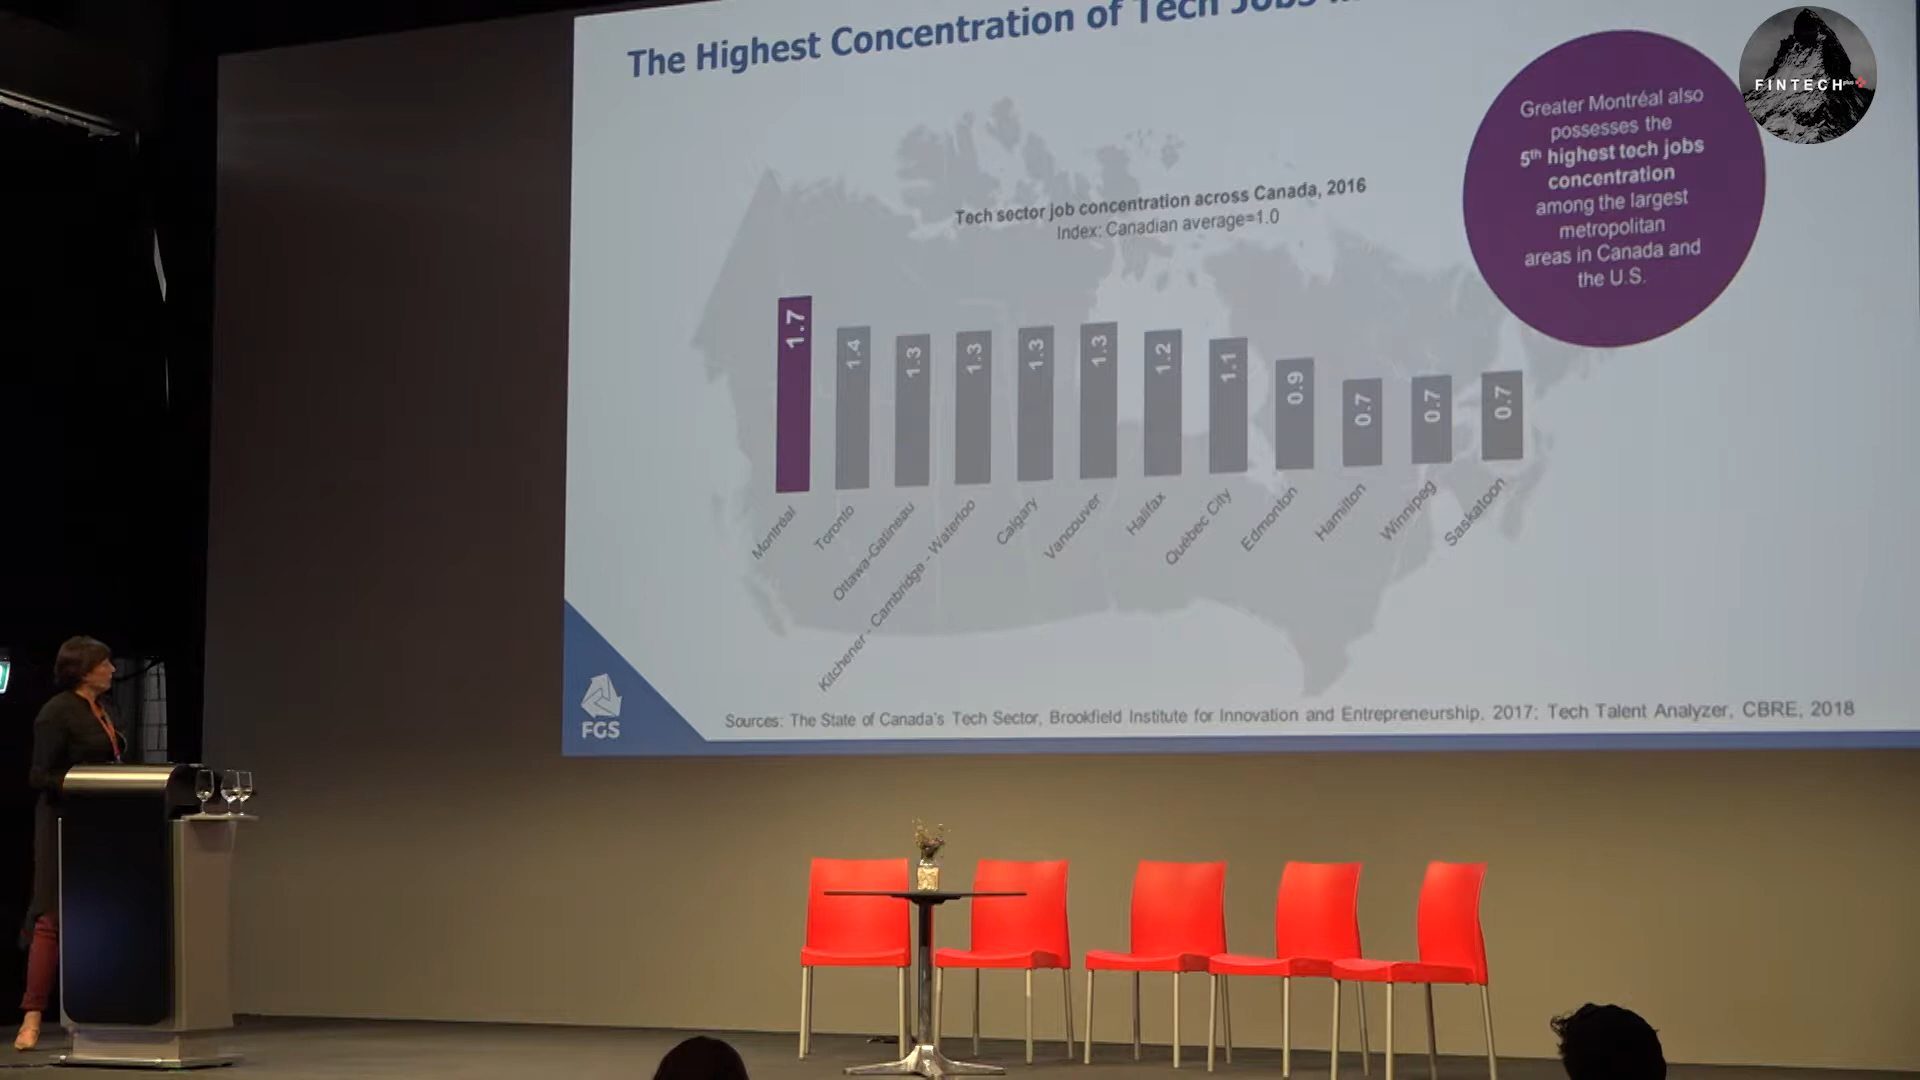 The Highest Concentration of Tech Jobs
FINTECH plus
Greater Montréal also
possesses the
5th highest tech jobs
concentration
among the largest
metropolitan
areas in Canada and
the U.S.
Tech sector job concentration across Canada, 2016
Index: Canadian average=1.0
1.7
1.4
1.3
1.3
1.3
1.3
1.2
1.1
0.9
0.7
0.7
0.7
Montréal
Toronto
Ottawa-Gatineau
Kitchener - Cambridge - Waterloo
Calgary
Vancouver
Halifax
Québec City
Edmonton
Hamilton
Winnipeg
Saskatoon
FGS
Sources: The State of Canada's Tech Sector, Brookfield Institute for Innovation and Entrepreneurship, 2017; Tech Talent Analyzer, CBRE, 2018